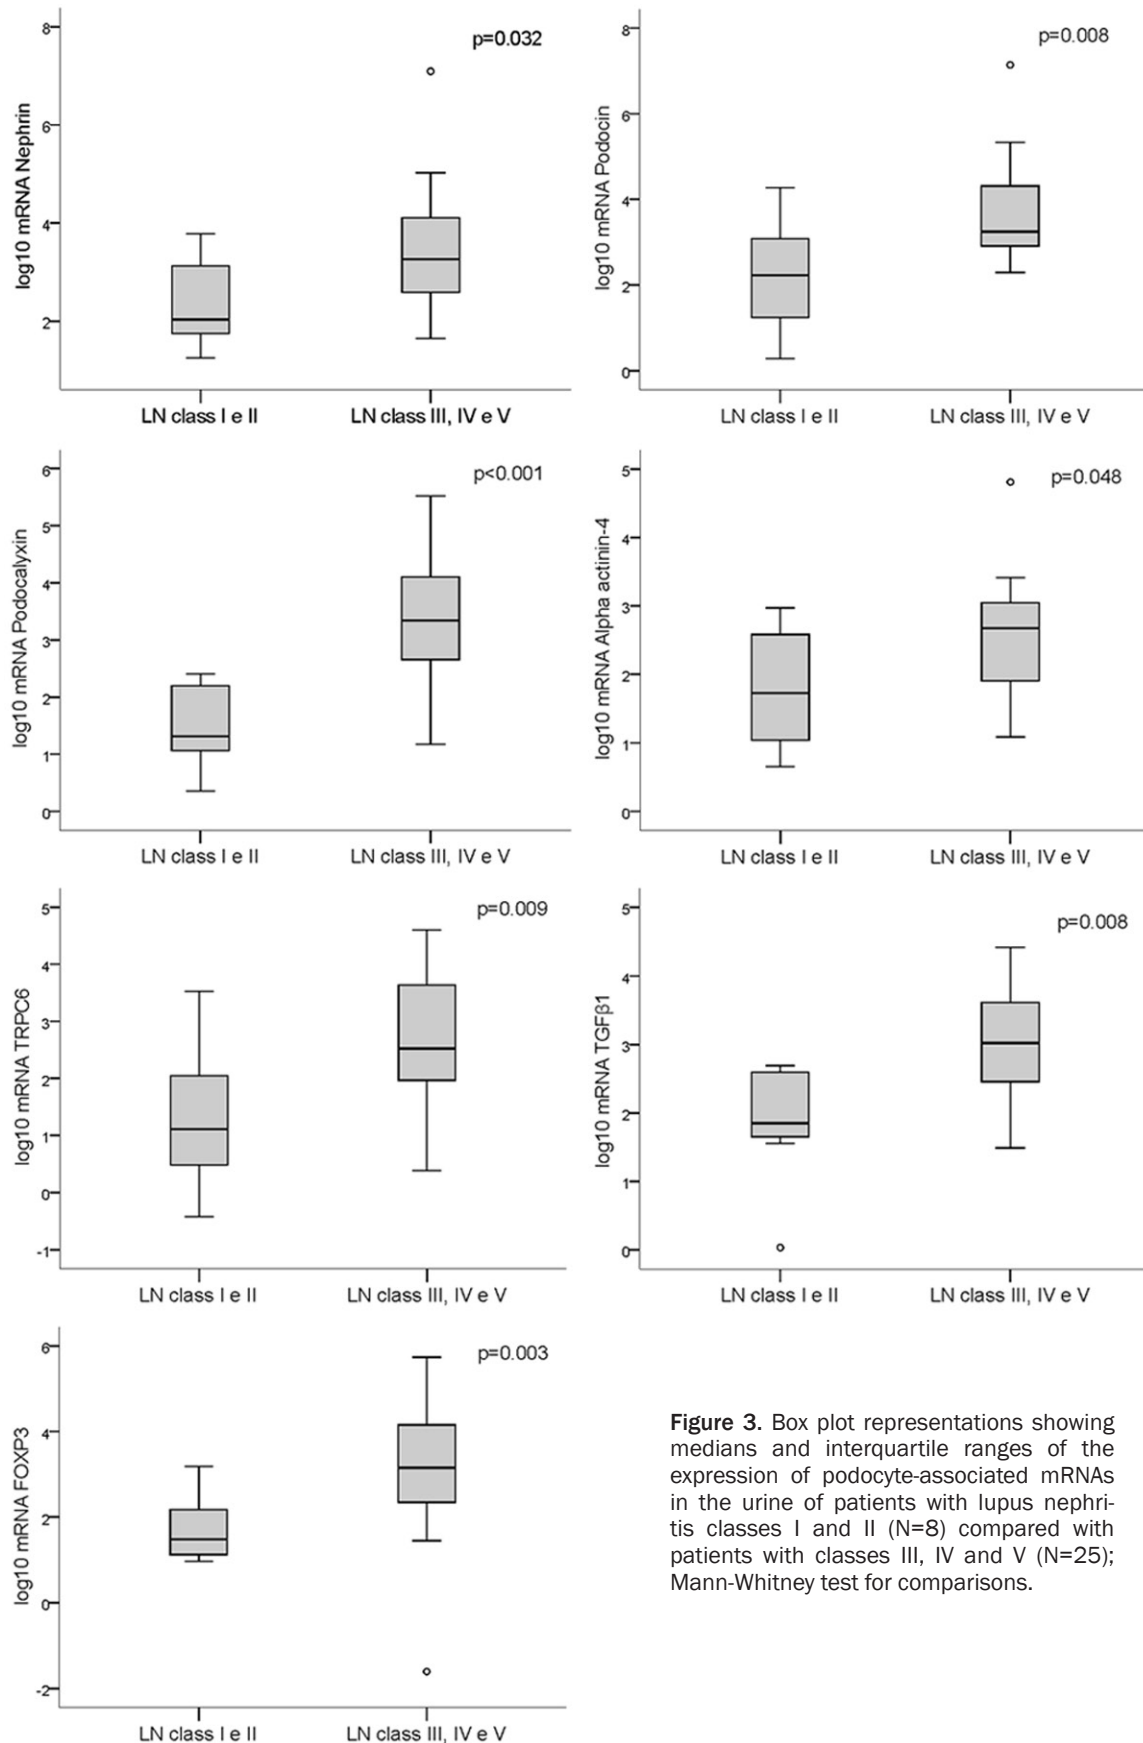 8
6
4
2
log10 mRNA Nephrin
p=0.032
LN class I e II
LN class III, IV e V
8
6
4
2
0
log10 mRNA Podocin
p=0.008
LN class I e II
LN class III, IV e V
6
5
4
3
2
1
0
log10 mRNA Podocalyxin
p<0.001
LN class I e II
LN class III, IV e V
5
4
3
2
1
0
log10 mRNA Alpha actinin-4
p=0.048
LN class I e II
LN class III, IV e V
5
4
3
2
1
0
-1
log10 mRNA TRPC6
p=0.009
LN class I e II
LN class III, IV e V
5
4
3
2
1
0
log10 mRNA TGFβ1
p=0.008
LN class I e II
LN class III, IV e V
6
4
2
0
-2
log10 mRNA FOXP3
p=0.003
LN class I e II
LN class III, IV e V
Figure 3. Box plot representations showing
medians and interquartile ranges of the
expression of podocyte-associated mRNAs
in the urine of patients with lupus nephri-
tis classes I and II (N=8) compared with
patients with classes III, IV and V (N=25);
Mann-Whitney test for comparisons.